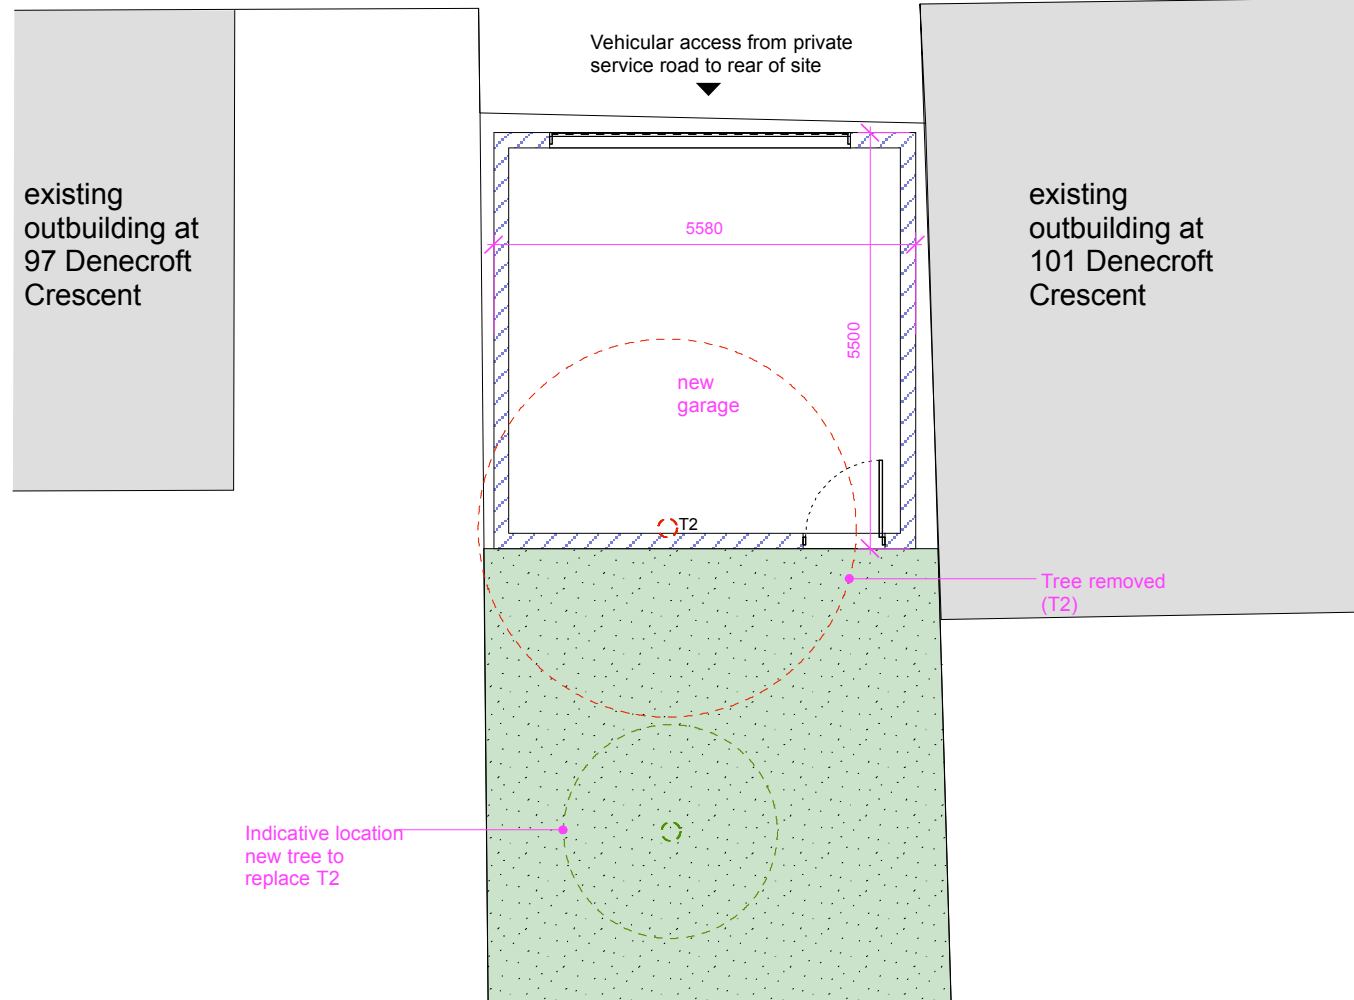 Vehicular access from private
service road to rear of site
existing
outbuilding at
97 Denecroft
Crescent
existing
outbuilding at
101 Denecroft
Crescent
5580
5500
new
garage
T2
Tree removed
(T2)
Indicative location
new tree to
replace T2